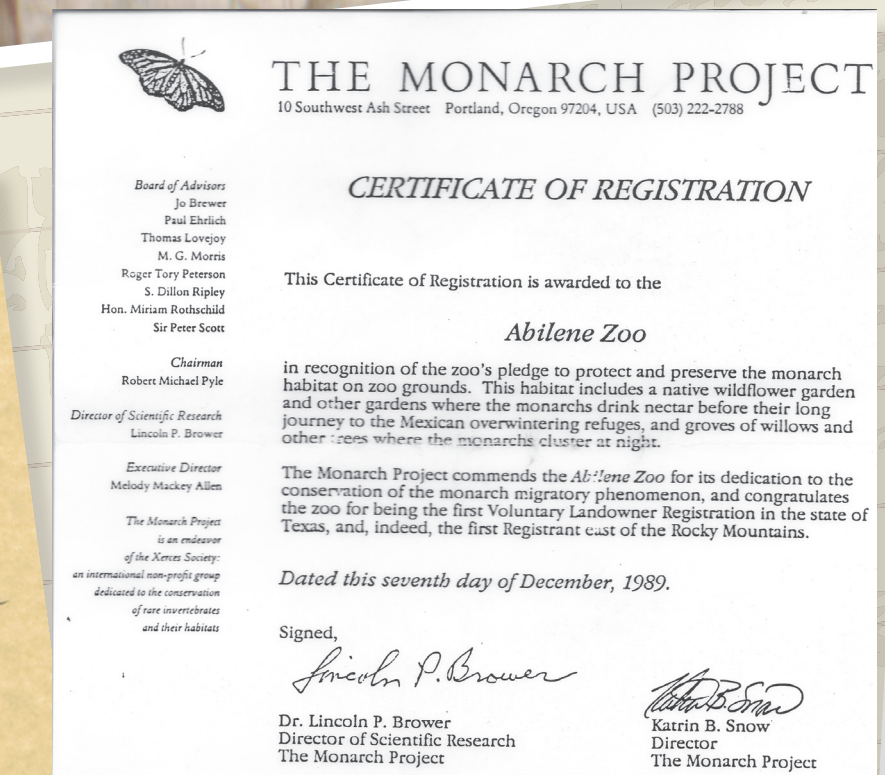 THE MONARCH PROJECT
10 Southwest Ash Street Portland, Oregon 97204, USA (503) 222-2788
Board of Advisors
Jo Brewer
Paul Ehrlich
Thomas Lovejoy
M. G. Morris
Roger Tory Peterson
S. Dillon Ripley
Hon. Miriam Rothschild
Sir Peter Scott
Chairman
Robert Michael Pyle
Director of Scientific Research
Lincoln P. Brower
Executive Director
Melody Mackey Allen
The Monarch Project
is an endeavor
of the Xerces Society:
an international non-profit group
dedicated to the conservation
of rare invertebrates
and their habitats
CERTIFICATE OF REGISTRATION
This Certificate of Registration is awarded to the
Abilene Zoo
in recognition of the zoo's pledge to protect and preserve the monarch
habitat on zoo grounds. This habitat includes a native wildflower garden
and other gardens where the monarchs drink nectar before their long
journey to the Mexican overwintering refuges, and groves of willows and
other trees where the monarchs cluster at night.
The Monarch Project commends the Abilene Zoo for its dedication to the
conservation of the monarch migratory phenomenon, and congratulates
the zoo for being the first Voluntary Landowner Registration in the state of
Texas, and, indeed, the first Registrant east of the Rocky Mountains.
Dated this seventh day of December, 1989.
Signed,
Lincoln P. Brower
Katrin B. Snow
Dr. Lincoln P. Brower
Director of Scientific Research
The Monarch Project
Katrin B. Snow
Director
The Monarch Project